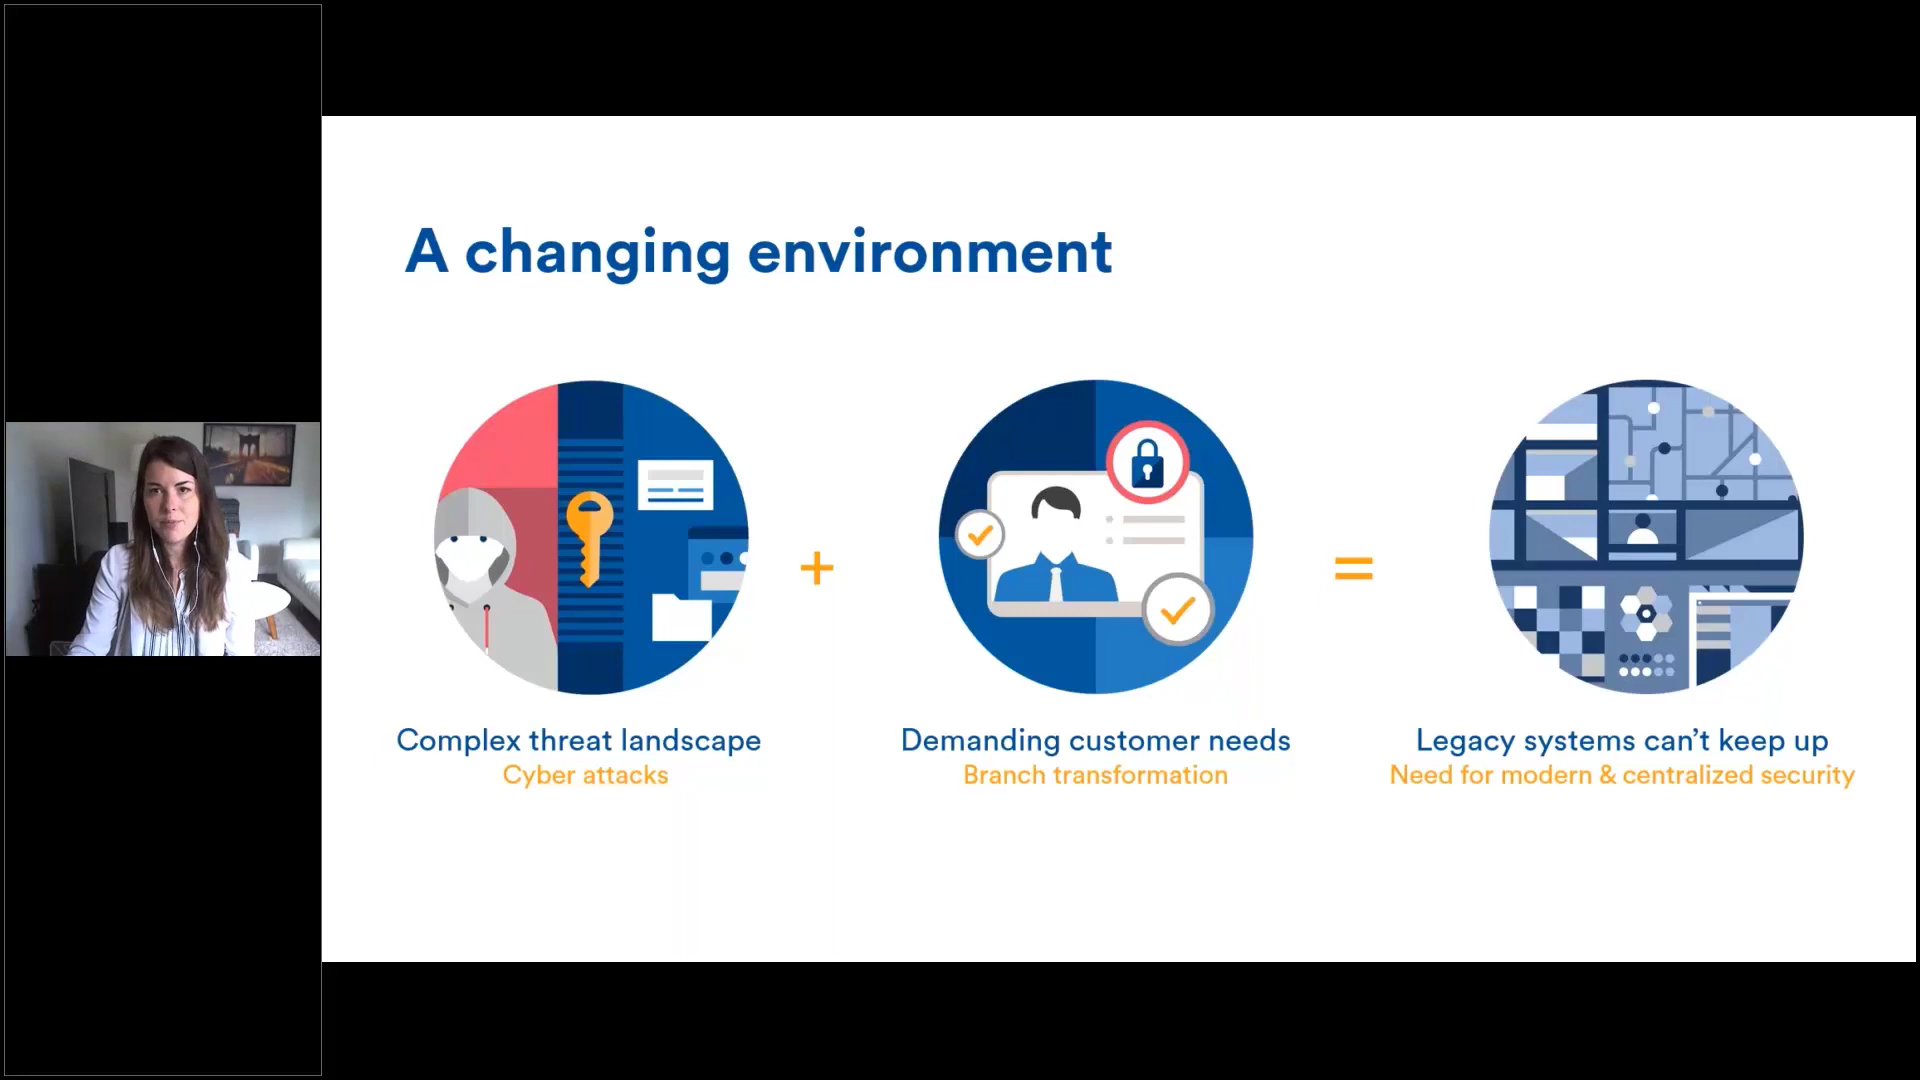 A changing environment
Complex threat landscape
Cyber attacks
+
Demanding customer needs
Branch transformation
=
Legacy systems can't keep up
Need for modern & centralized security